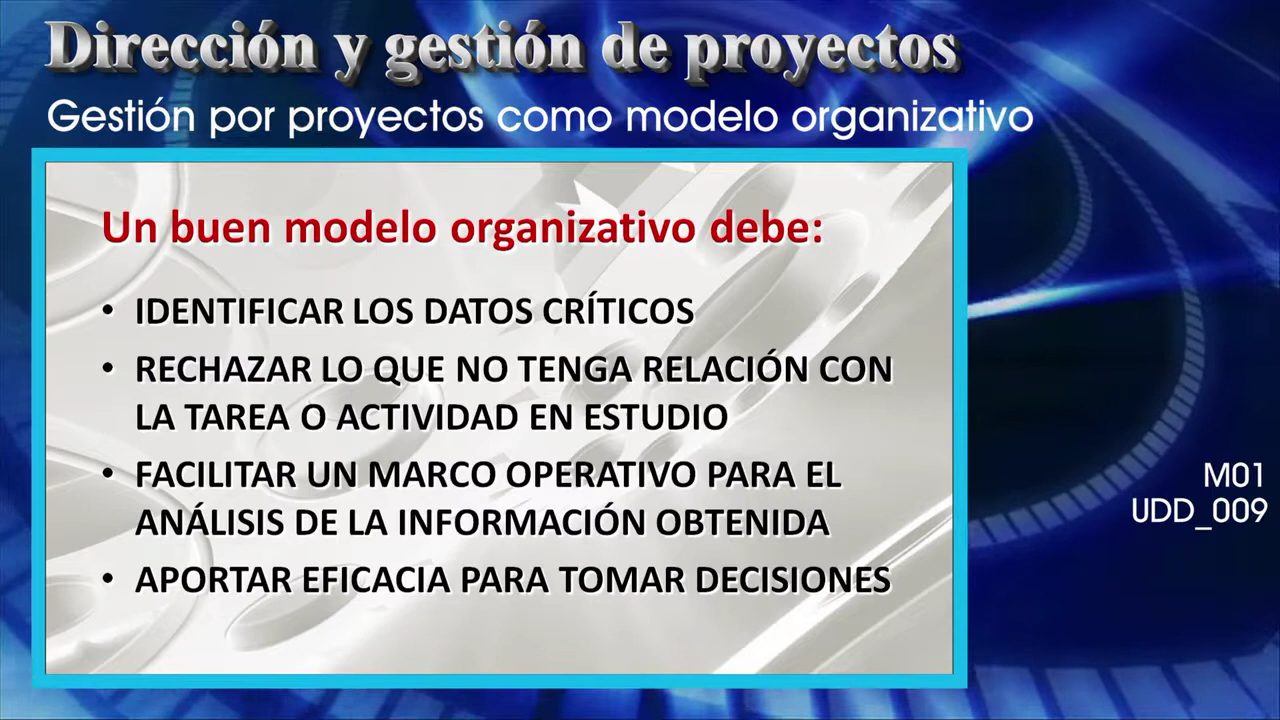 Dirección y gestión de proyectos
Gestión por proyectos como modelo organizativo
Un buen modelo organizativo debe:
• IDENTIFICAR LOS DATOS CRÍTICOS
• RECHAZAR LO QUE NO TENGA RELACIÓN CON
LA TAREA O ACTIVIDAD EN ESTUDIO
• FACILITAR UN MARCO OPERATIVO PARA EL
ANÁLISIS DE LA INFORMACIÓN OBTENIDA
• APORTAR EFICACIA PARA TOMAR DECISIONES
M01
UDD_009